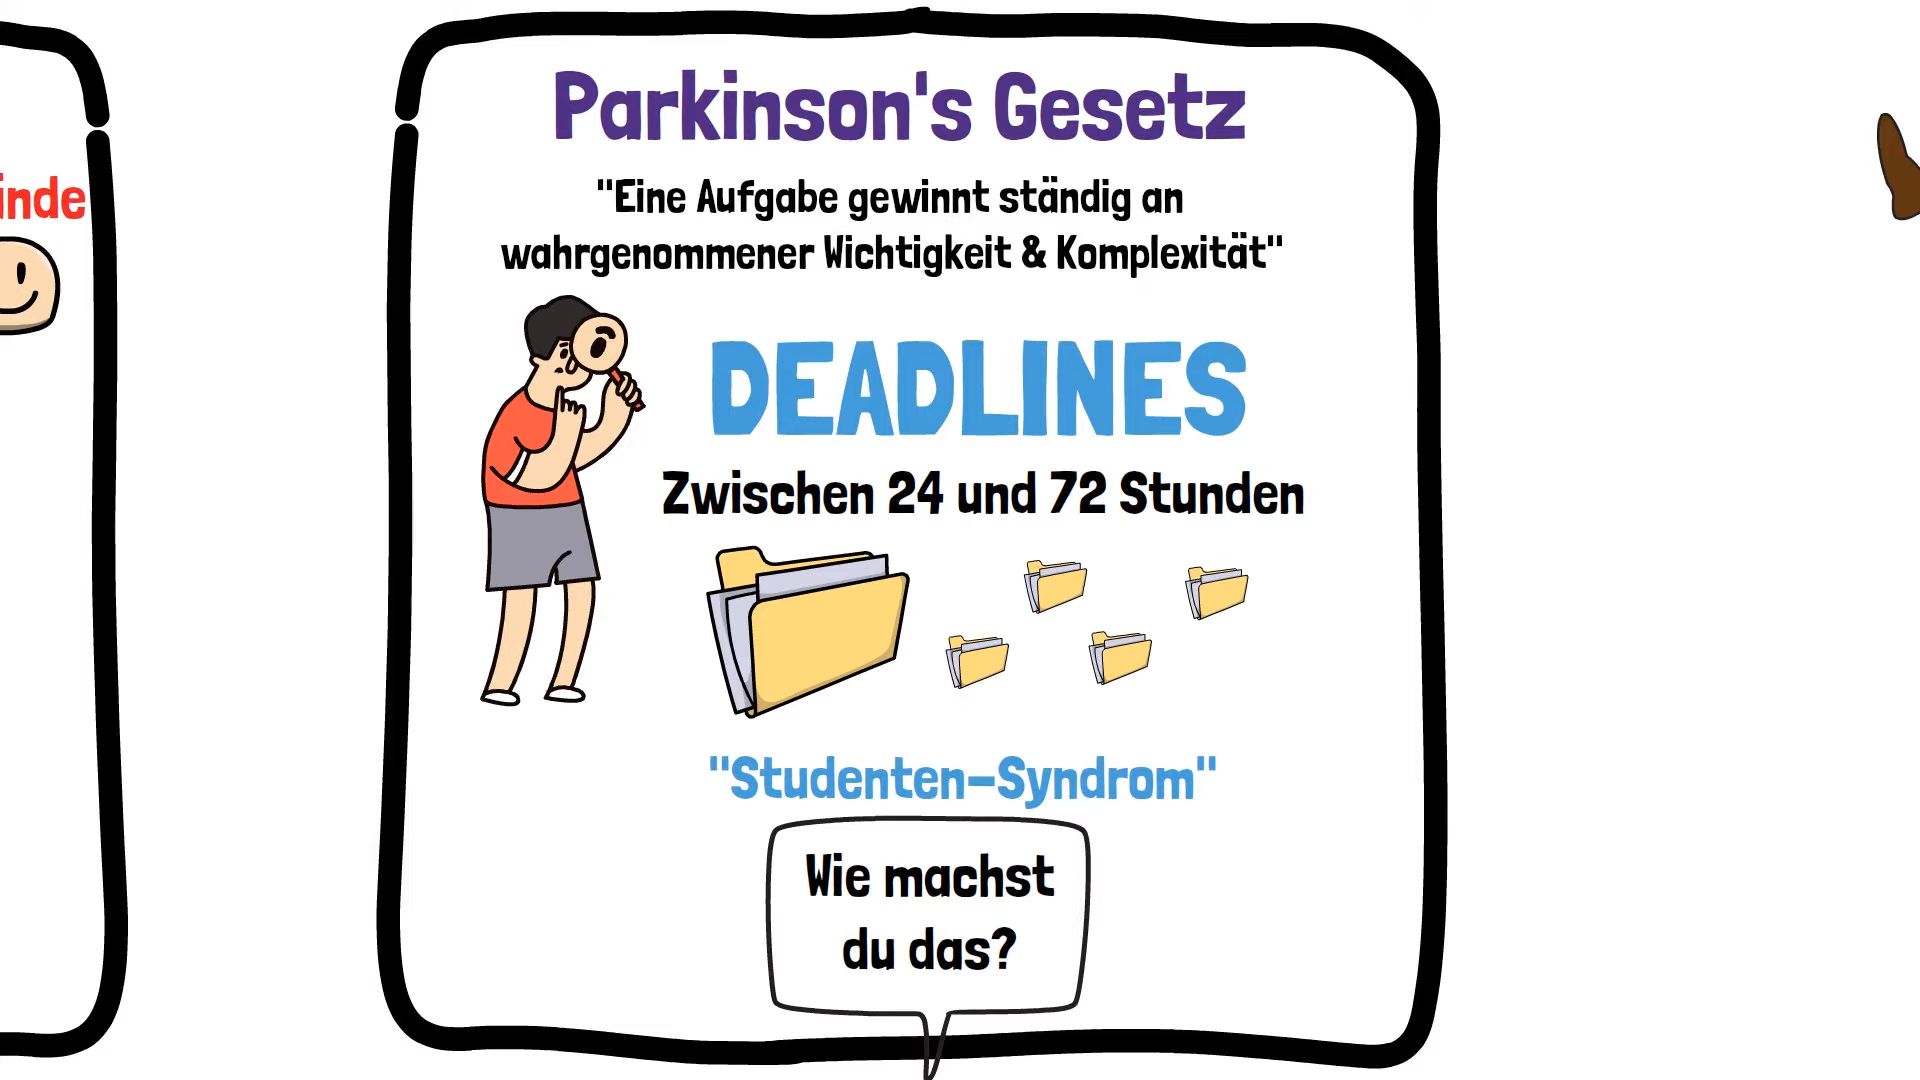 Parkinson's Gesetz
"Eine Aufgabe gewinnt ständig an
wahrgenommener Wichtigkeit & Komplexität"
DEADLINES
Zwischen 24 und 72 Stunden
"Studenten-Syndrom"
Wie machst
du das?